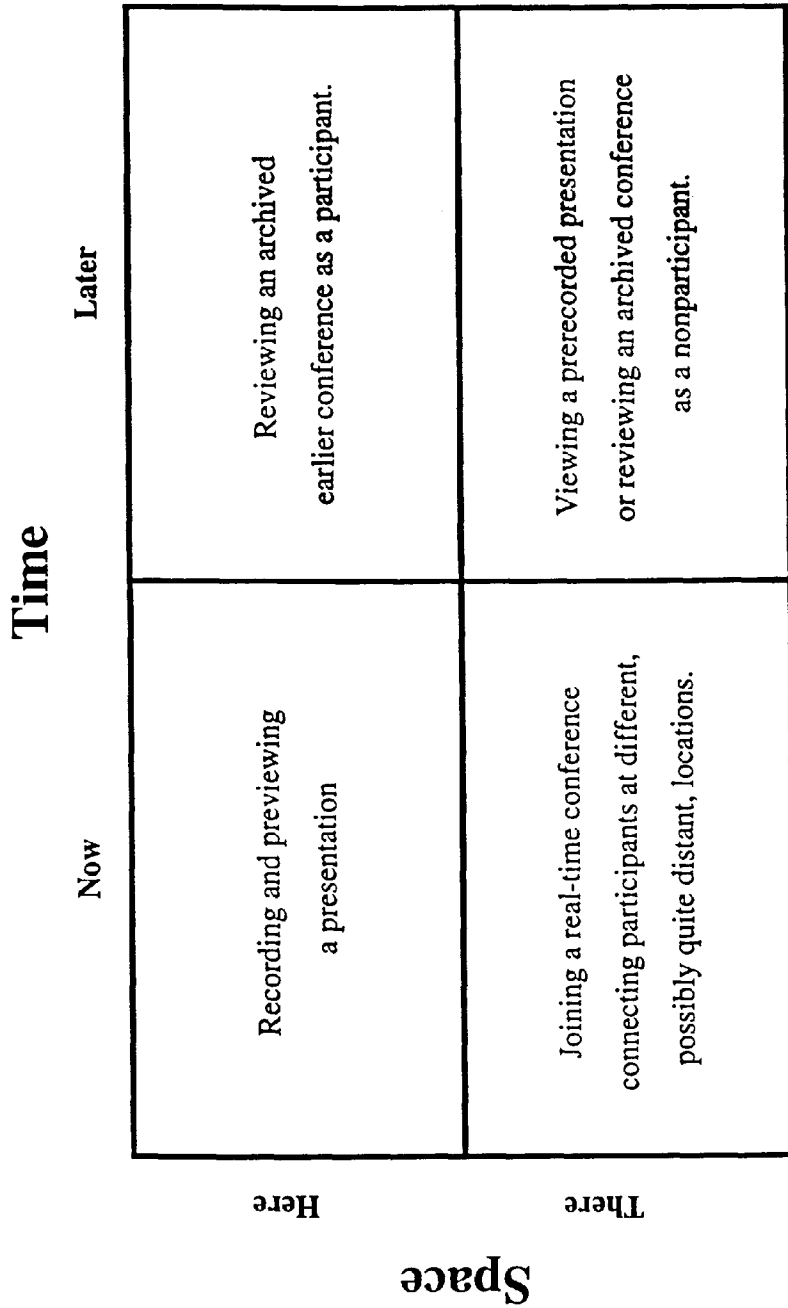 Time
Now
Later
Space
Here
Recording and previewing
a presentation
Reviewing an archived
earlier conference as a participant.
There
Joining a real-time conference
connecting participants at different,
possibly quite distant, locations.
Viewing a prerecorded presentation
or reviewing an archived conference
as a nonparticipant.